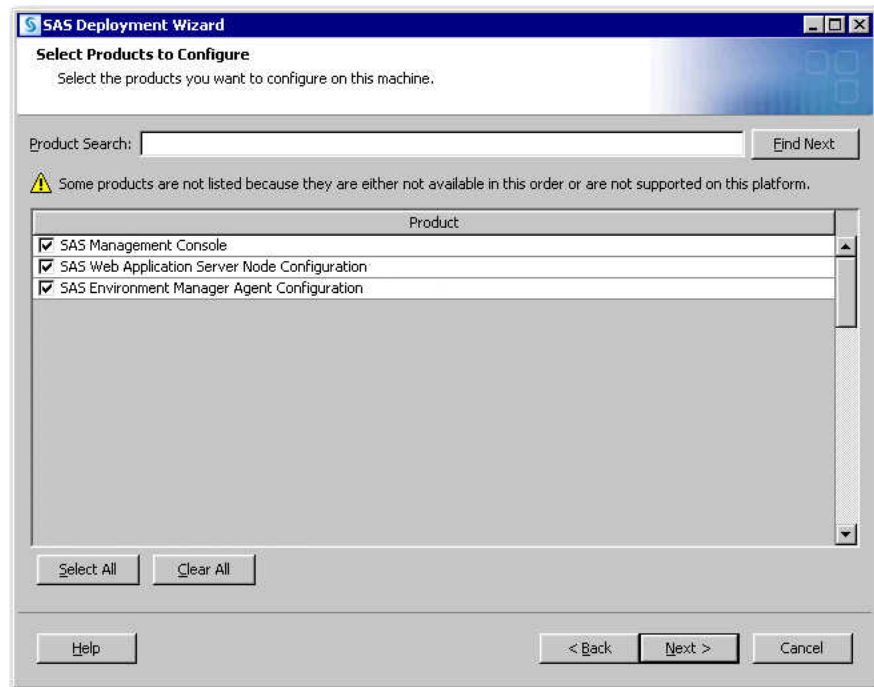 SAS Deployment Wizard
Select Products to Configure
Select the products you want to configure on this machine.
Product Search:
Find Next
Some products are not listed because they are either not available in this order or are not supported on this platform.
Product
SAS Management Console
SAS Web Application Server Node Configuration
SAS Environment Manager Agent Configuration
Select All
Clear All
Help
< Back
Next >
Cancel